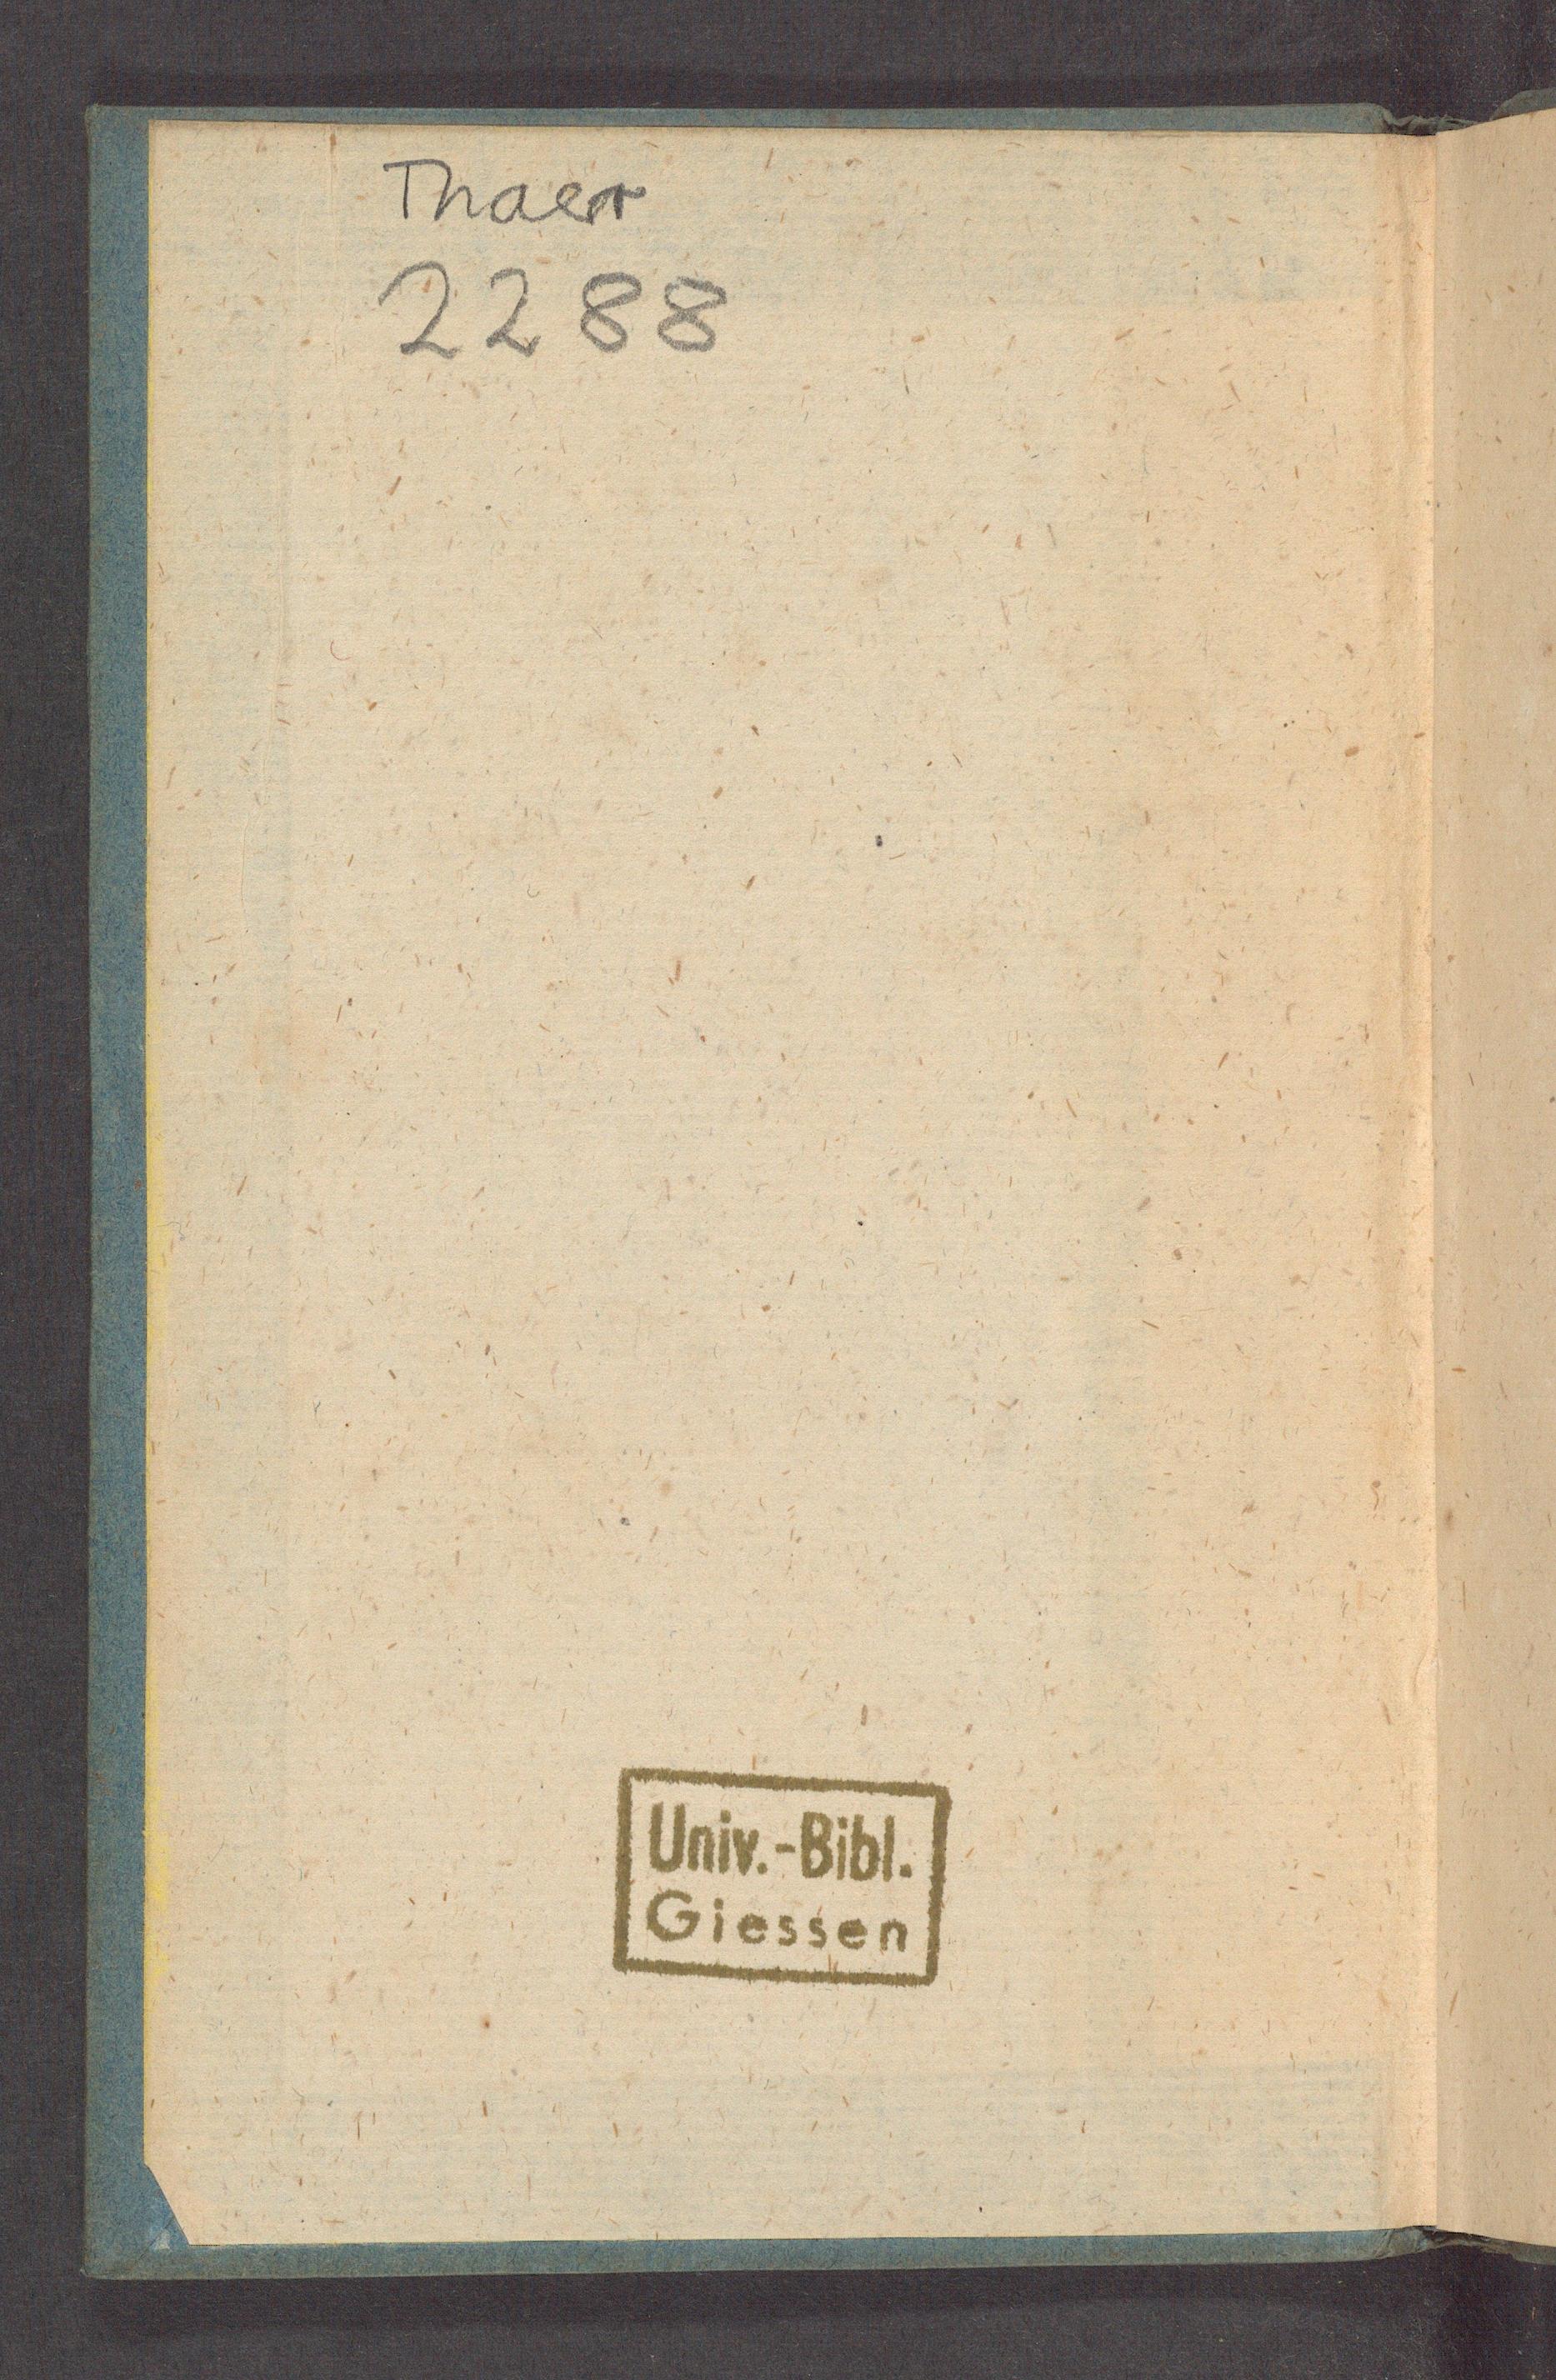 Thaer
2288
Univ.-Bibl.
Giessen